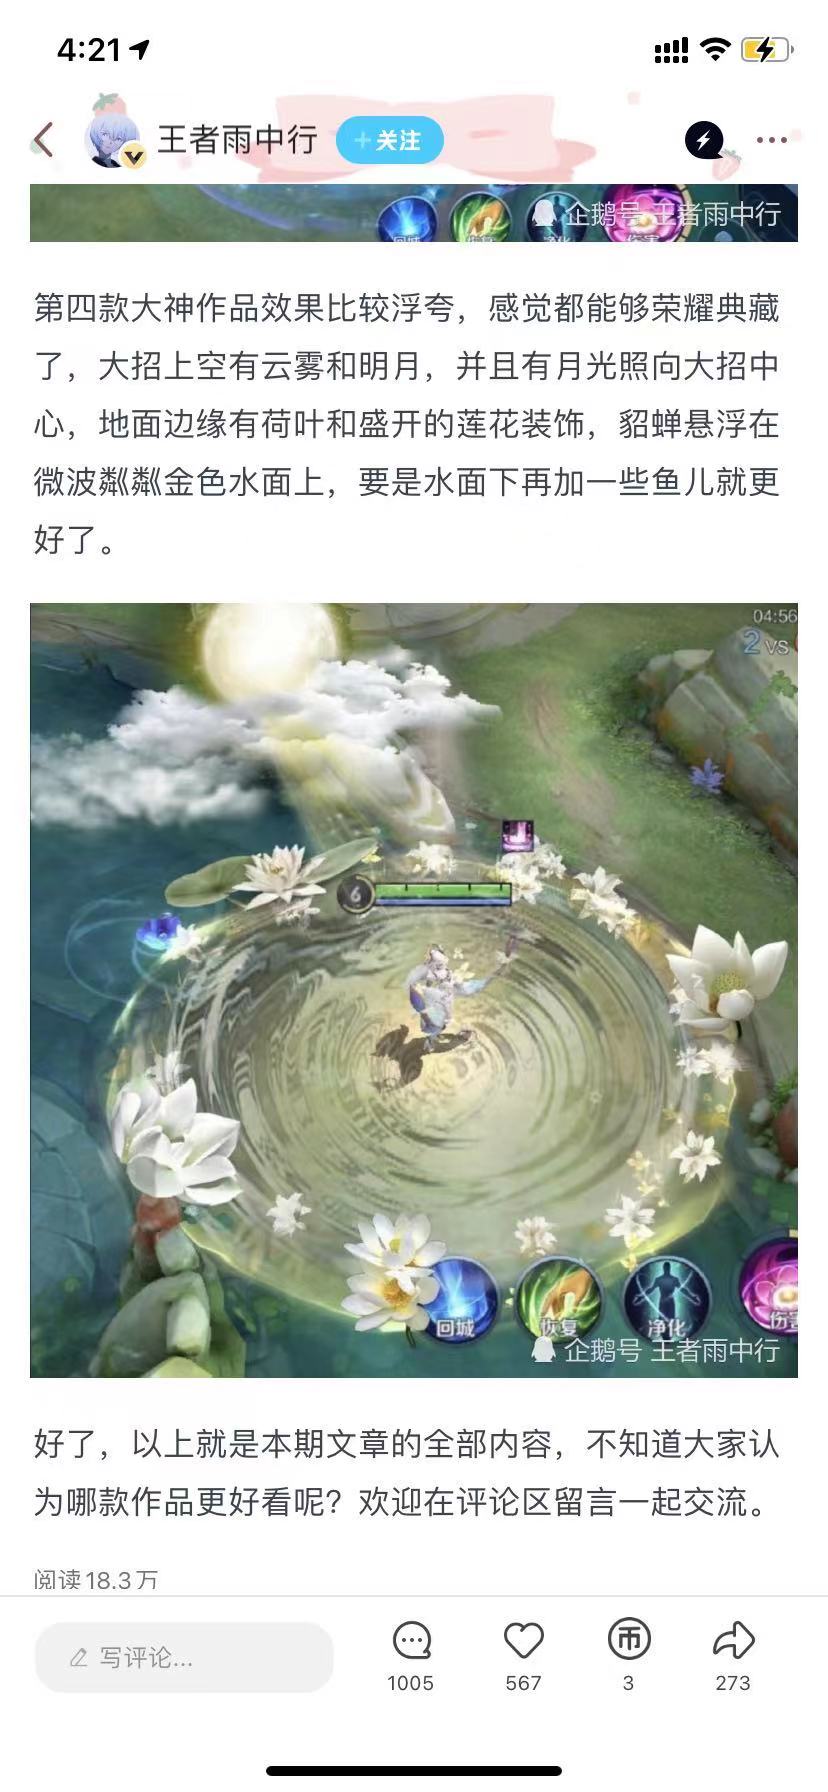 4:21
王者雨中行
+关注
回城
净化
伤害
企鹅号 王者雨中行
第四款大神作品效果比较浮夸，感觉都能够荣耀典藏
了，大招上空有云雾和明月，并且有月光照向大招中
心，地面边缘有荷叶和盛开的莲花装饰，貂蝉悬浮在
微波粼粼金色水面上，要是水面下再加一些鱼儿就更
好了。
04:56
2 VS
6
回城
恢复
净化
伤害
企鹅号 王者雨中行
好了，以上就是本期文章的全部内容，不知道大家认
为哪款作品更好看呢？欢迎在评论区留言一起交流。
阅读 18.3 万
写评论...
币
1005
567
3
273